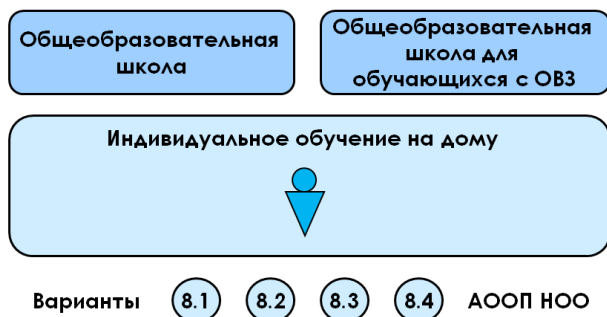 Общеобразовательная
школа
Общеобразовательная
школа для
обучающихся с ОВЗ
Индивидуальное обучение на дому
Варианты 8.1 8.2 8.3 8.4 АООП НОО